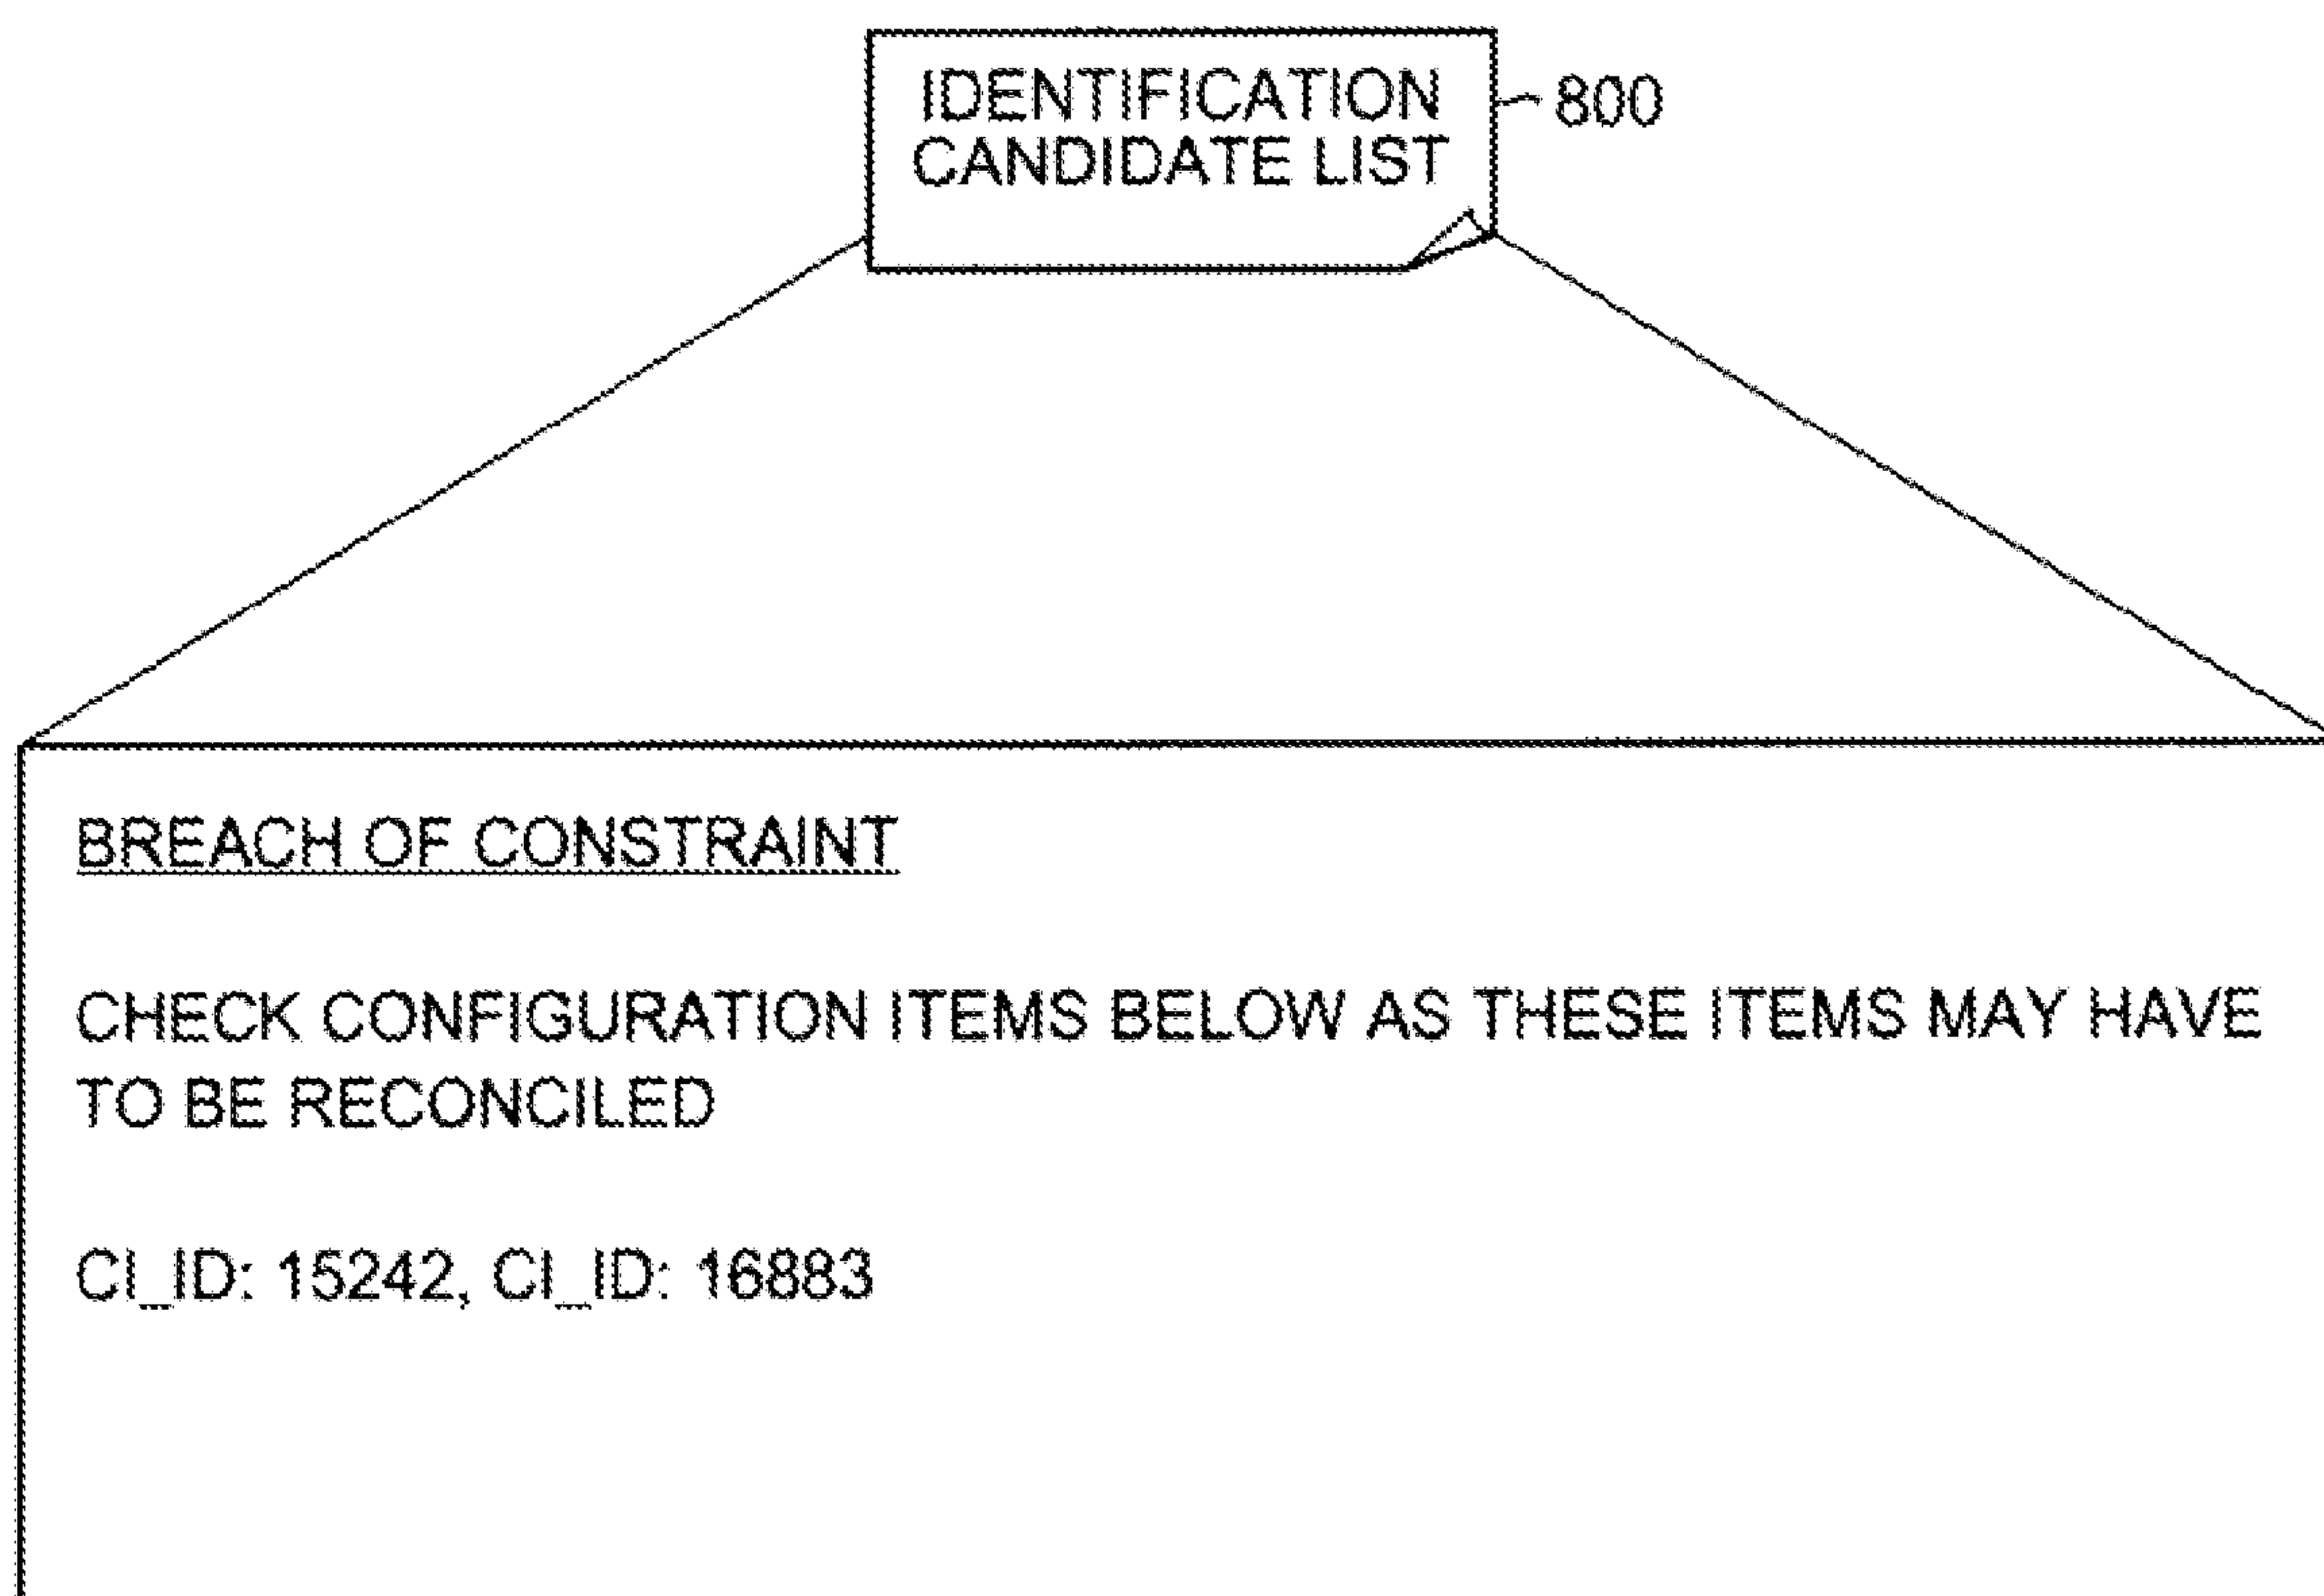 IDENTIFICATION
CANDIDATE LIST
800
BREACH OF CONSTRAINT
CHECK CONFIGURATION ITEMS BELOW AS THESE ITEMS MAY HAVE
TO BE RECONCILED
CI_ID: 15242, CI_ID: 16883